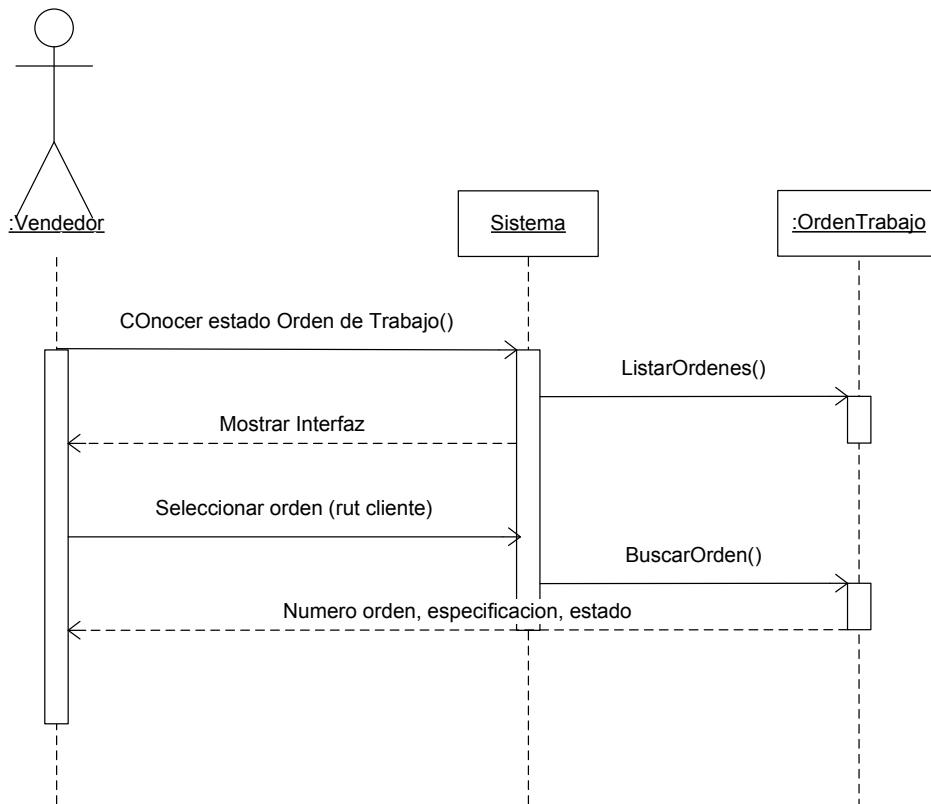 :Vendedor
Sistema
:OrdenTrabajo
COnocer estado Orden de Trabajo()
ListarOrdenes()
Mostrar Interfaz
Seleccionar orden (rut cliente)
BuscarOrden()
Numero orden, especificacion, estado